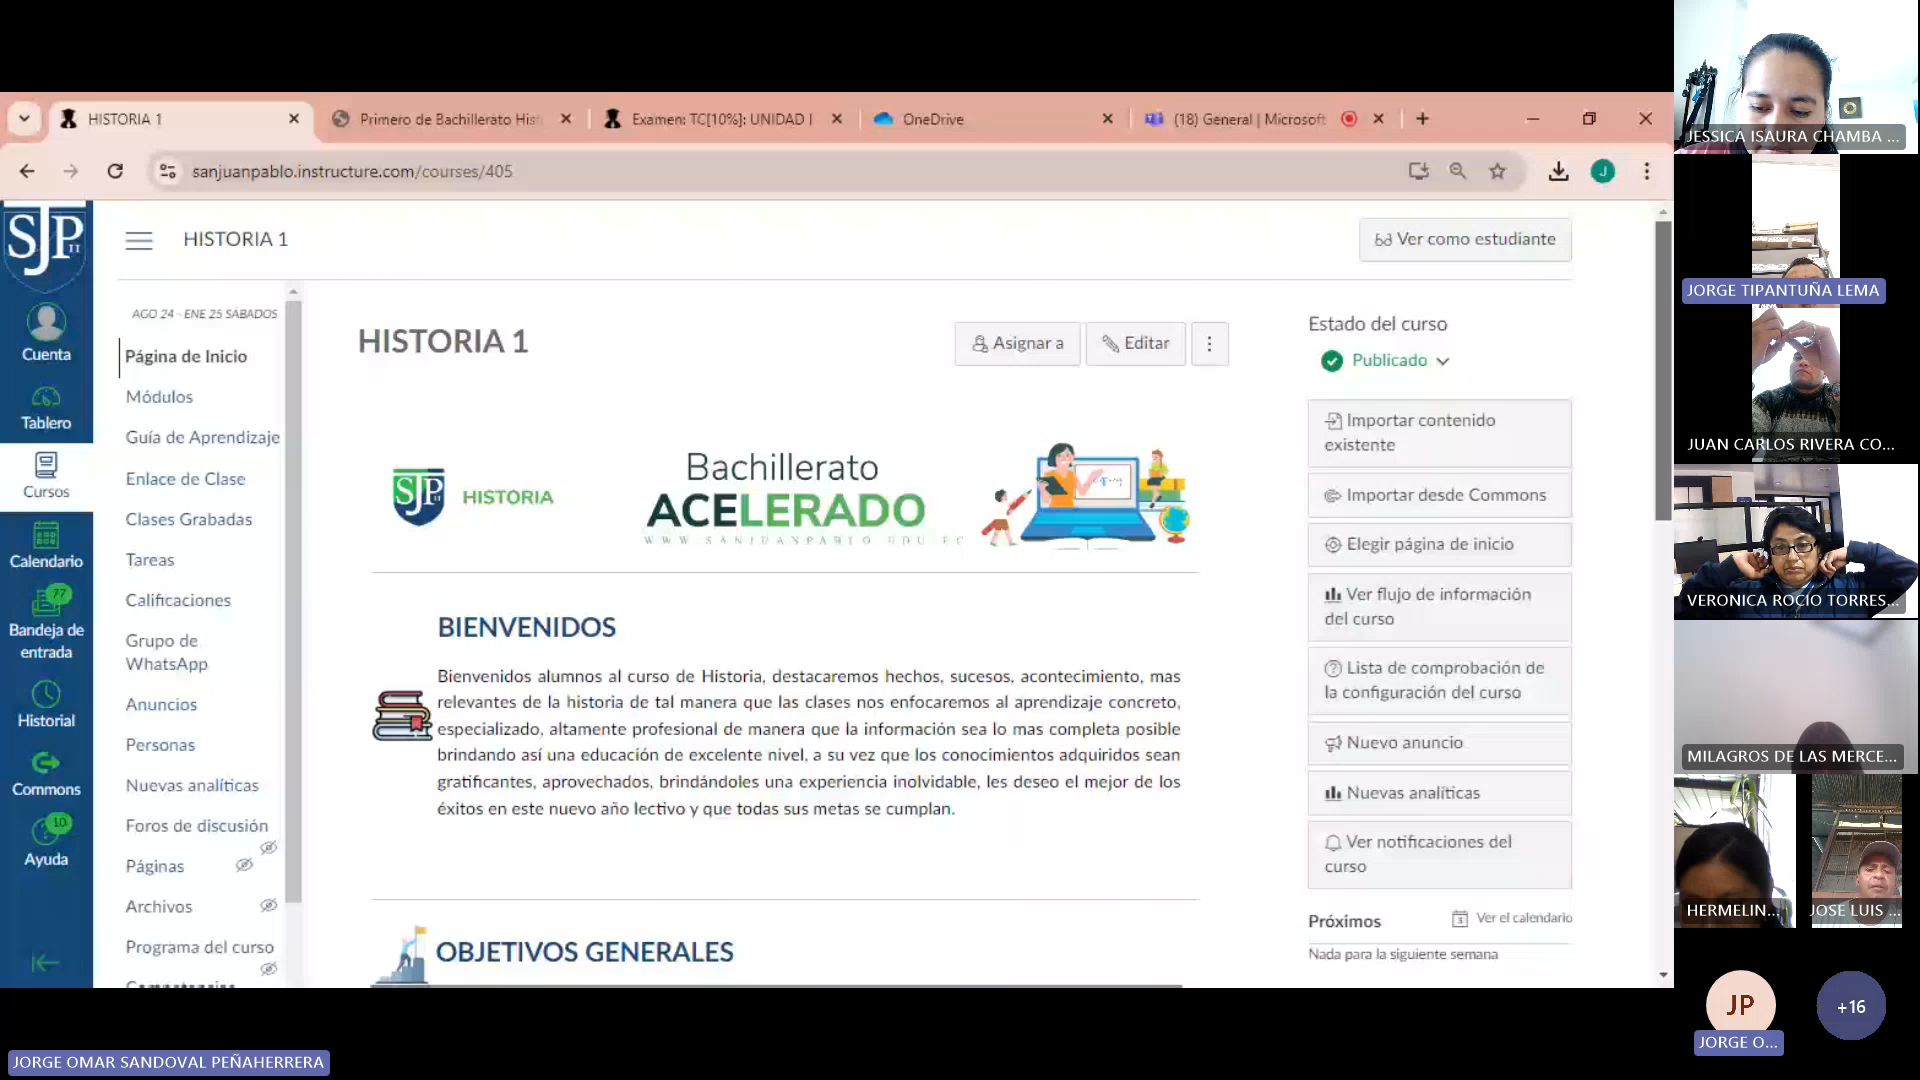 HISTORIA 1
Primero de Bachillerato His
Examen: TC[10%]: UNIDAD I
OneDrive
(18) General | Microsoft
sanjuanpablo.instructure.com/courses/405
J
SJP
II
HISTORIA 1
Ver como estudiante
Cuenta
Tablero
Cursos
Calendario
77
Bandeja de
entrada
Historial
Commons
10
Ayuda
AGO 24 - ENE 25 SÁBADOS
Página de Inicio
Módulos
Guía de Aprendizaje
Enlace de Clase
Clases Grabadas
Tareas
Calificaciones
Grupo de
WhatsApp
Anuncios
Personas
Nuevas analíticas
Foros de discusión
Páginas
Archivos
Programa del curso
HISTORIA 1
Asignar a
Editar
SJP
HISTORIA
Bachillerato
ACELERADO
WWW.SANJUANPABLO.EDU.EC
BIENVENIDOS
Bienvenidos alumnos al curso de Historia, destacaremos hechos, sucesos, acontecimiento, mas
relevantes de la historia de tal manera que las clases nos enfocaremos al aprendizaje concreto,
especializado, altamente profesional de manera que la información sea lo mas completa posible
brindando así una educación de excelente nivel, a su vez que los conocimientos adquiridos sean
gratificantes, aprovechados, brindándoles una experiencia inolvidable, les deseo el mejor de los
éxitos en este nuevo año lectivo y que todas sus metas se cumplan.
OBJETIVOS GENERALES
Estado del curso
Publicado
Importar contenido
existente
Importar desde Commons
Elegir página de inicio
Ver flujo de información
del curso
Lista de comprobación de
la configuración del curso
Nuevo anuncio
Nuevas analíticas
Ver notificaciones del
curso
Próximos
Ver el calendario
Nada para la siguiente semana
JESSICA ISAURA CHAMBA ...
JORGE TIPANTUÑA LEMA
JUAN CARLOS RIVERA CO...
VERONICA ROCIO TORRES...
MILAGROS DE LAS MERCE...
HERMELIN...
JOSE LUIS ...
JP
JORGE O...
+16
JORGE OMAR SANDOVAL PEÑAHERRERA